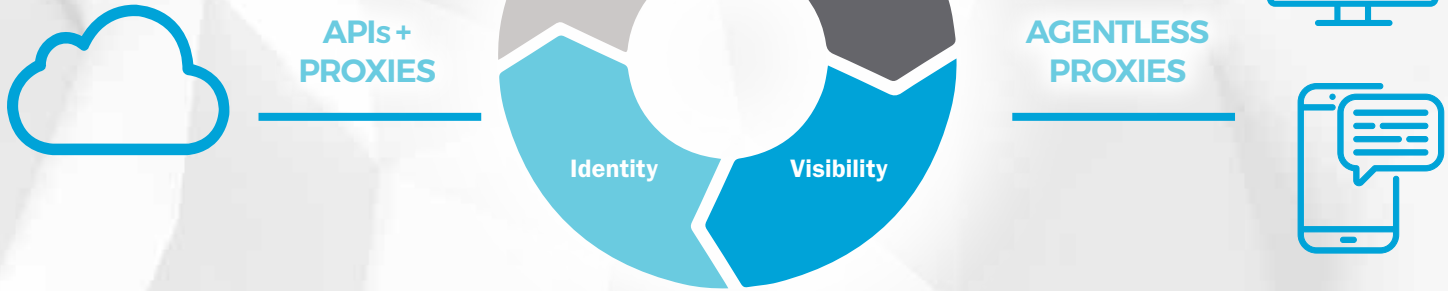 APIs +
PROXIES
AGENTLESS
PROXIES
Identity
Visibility